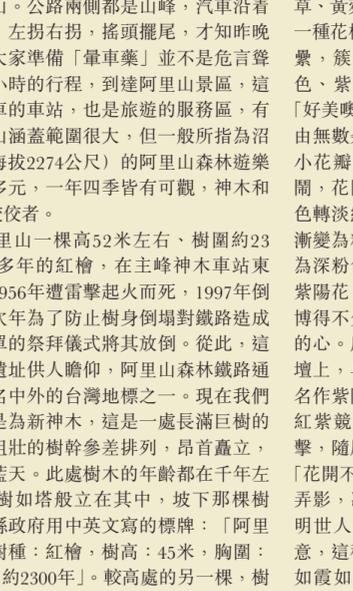 山。公路兩側都是山峰，汽車沿着
左拐右拐，搖頭擺尾，才知昨晚
大家準備「暈車藥」並不是危言聳
小時的行程，到達阿里山景區，這
車的車站，也是旅遊的服務區，有
山涵蓋範圍很大，但一般所指為沼
海拔2274公尺）的阿里山森林遊樂
多元，一年四季皆有可觀，神木和
佼者。
里山一棵高52米左右、樹圍約23
多年的紅檜，在主峰神木車站東
956年遭雷擊起火而死，1997年倒
次年為了防止樹身倒塌對鐵路造成
單的祭拜儀式將其放倒。從此，這
遺址供人瞻仰，阿里山森林鐵路通
名中外的台灣地標之一。現在我們
是為新神木，這是一處長滿巨樹的
粗壯的樹幹參差排列，昂首矗立，
藍天。此處樹木的年齡都在千年左
樹如塔般立在其中，坡下那棵樹
縣政府用中英文寫的標牌：「阿里
樹種：紅檜，樹高：45米，胸圍：
約2300年」。較高處的另一棵，樹
草、黃
一種花
纍，簇
色、紫
「好美噢
由無數
小花瓣
鬧，花
色轉淡
漸變為
為深粉
紫陽花
博得不
的心。
壇上，
名作紫
紅紫競
擊，隨
「花開不
弄影，
明世人
意，這
如霞如